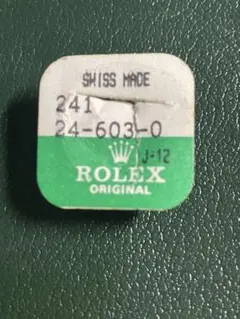 SWISS MADE
241
24-603-0
J-12
ROLEX
ORIGINAL